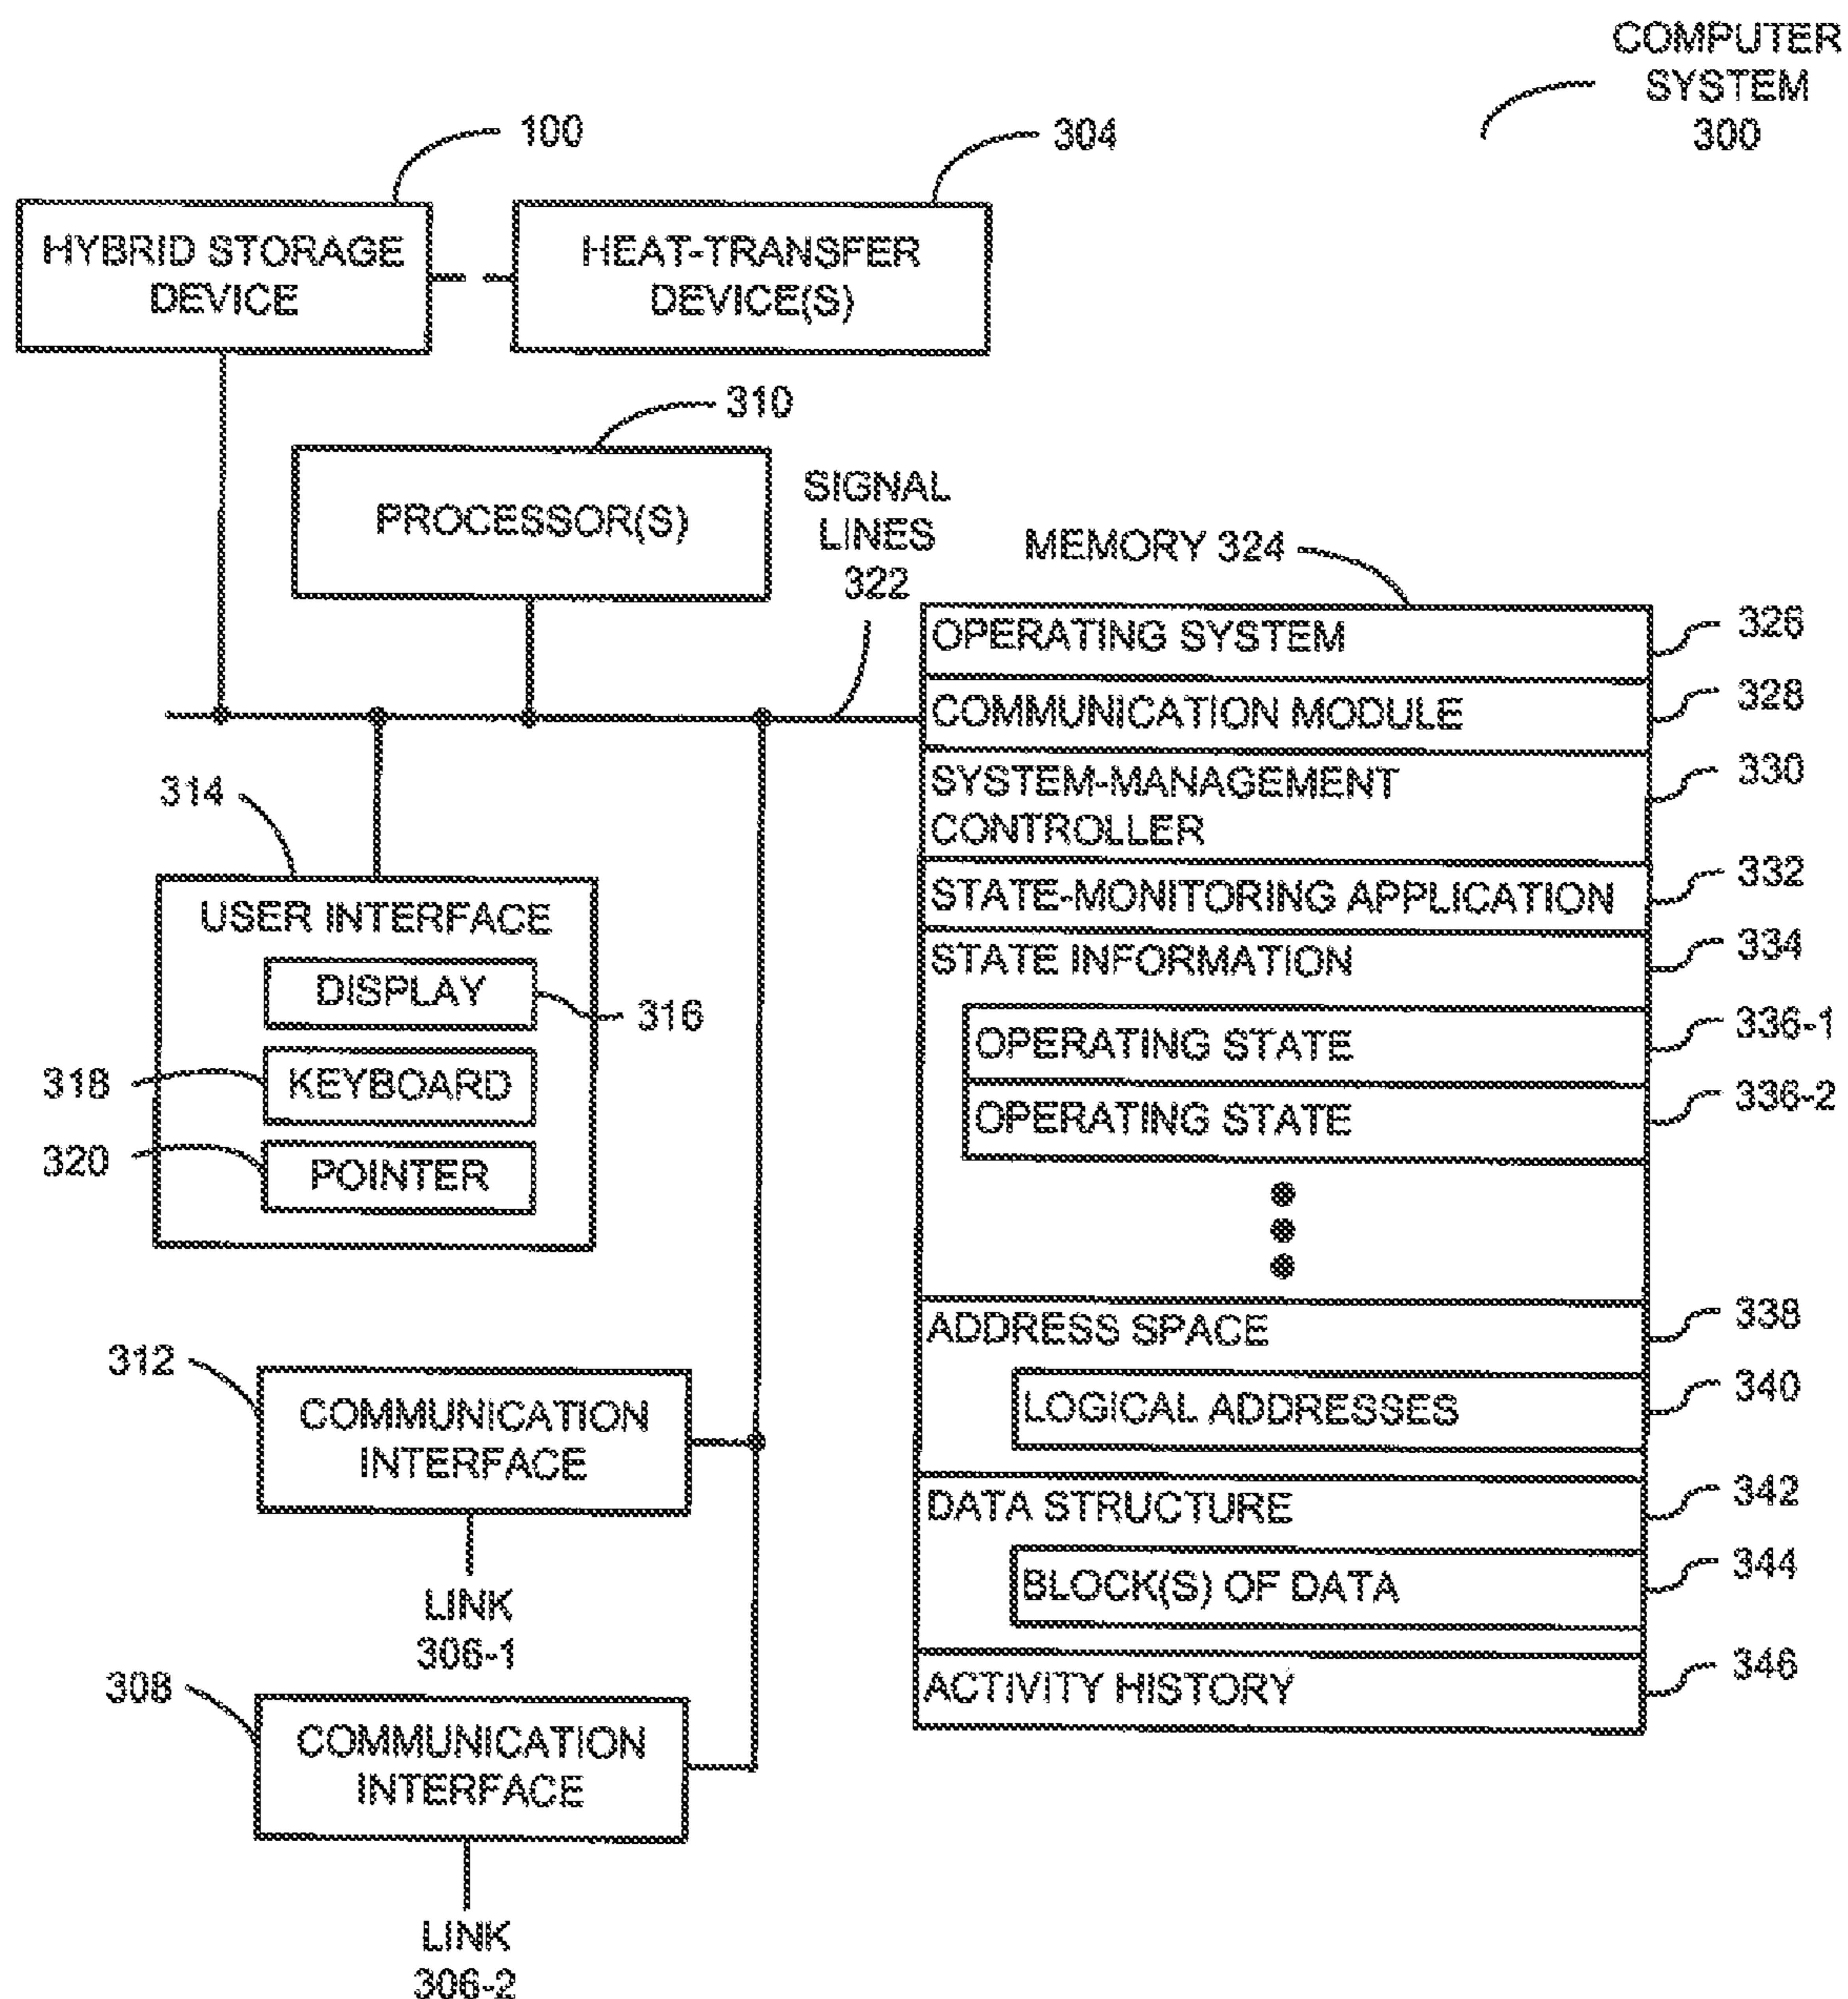 COMPUTER
SYSTEM
300
100
304
HYBRID STORAGE
DEVICE
HEAT-TRANSFER
DEVICE(S)
310
PROCESSOR(S)
SIGNAL
LINES
322
MEMORY 324
OPERATING SYSTEM
326
COMMUNICATION MODULE
328
SYSTEM-MANAGEMENT
CONTROLLER
330
STATE-MONITORING APPLICATION
332
STATE INFORMATION
334
OPERATING STATE
336-1
OPERATING STATE
336-2
ADDRESS SPACE
338
LOGICAL ADDRESSES
340
DATA STRUCTURE
342
BLOCK(S) OF DATA
344
ACTIVITY HISTORY
346
314
USER INTERFACE
DISPLAY
316
318
KEYBOARD
320
POINTER
312
COMMUNICATION
INTERFACE
LINK
306-1
308
COMMUNICATION
INTERFACE
LINK
306-2